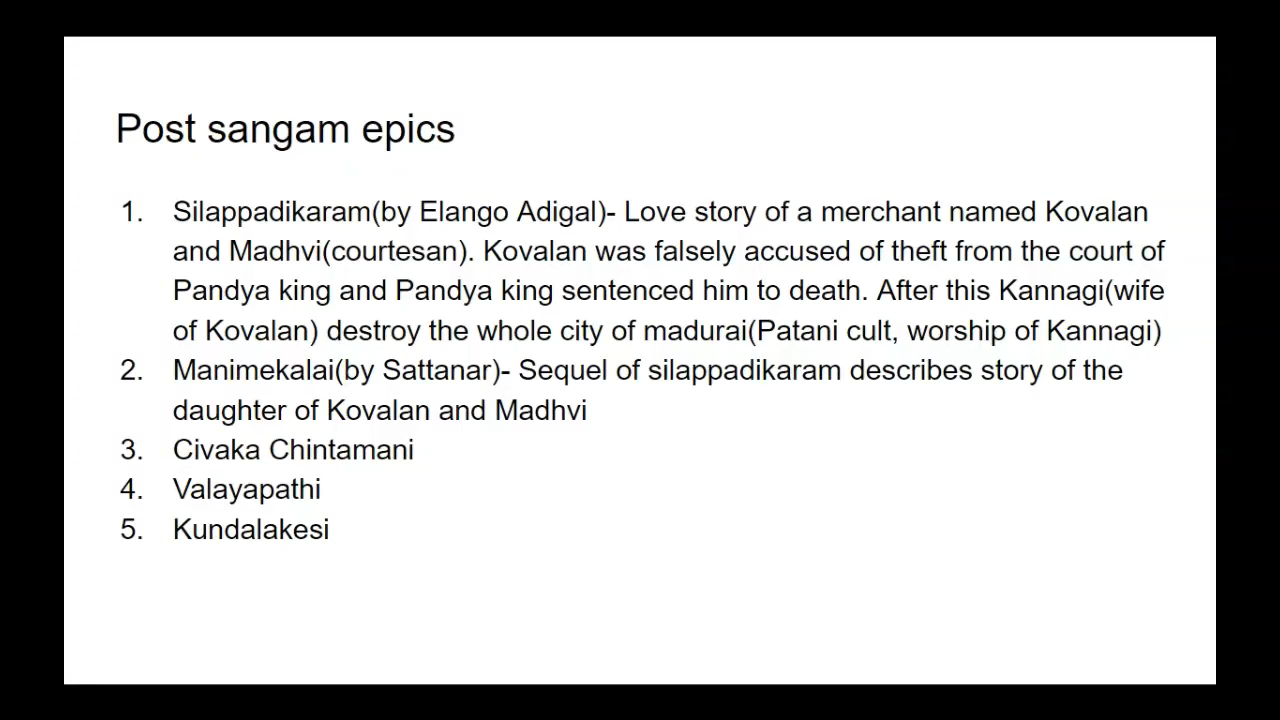 Post sangam epics
1. Silappadikaram(by Elango Adigal)- Love story of a merchant named Kovalan
and Madhvi(courtesan). Kovalan was falsely accused of theft from the court of
Pandya king and Pandya king sentenced him to death. After this Kannagi(wife
of Kovalan) destroy the whole city of madurai(Patani cult, worship of Kannagi)
2. Manimekalai(by Sattanar)- Sequel of silappadikaram describes story of the
daughter of Kovalan and Madhvi
3. Civaka Chintamani
4. Valayapathi
5. Kundalakesi